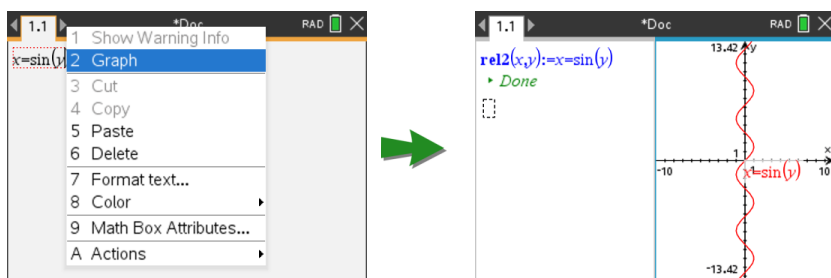 1.1
*Doc
RAD
x=sin(y
1 Show Warning Info
2 Graph
3 Cut
4 Copy
5 Paste
6 Delete
7 Format text...
8 Color
9 Math Box Attributes...
A Actions
1.1
*Doc
RAD
rel2(x,y):=x=sin(y)
Done
13.42
y
1
x
-10
1
10
x=sin(y)
-13.42